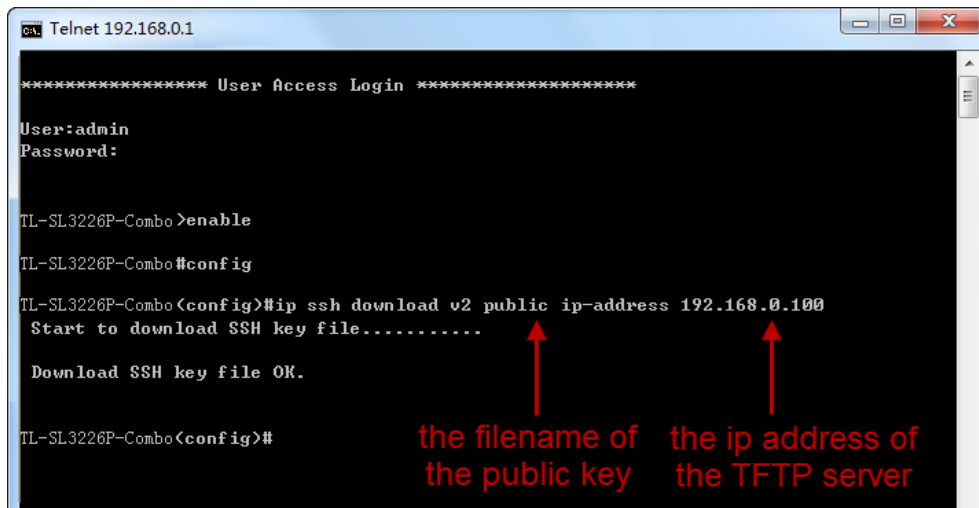 Telnet 192.168.0.1
***************** User Access Login ********************
User:admin
Password:
TL-SL3226P-Combo>enable
TL-SL3226P-Combo#config
TL-SL3226P-Combo(config)#ip ssh download v2 public ip-address 192.168.0.100
Start to download SSH key file...........
Download SSH key file OK.
TL-SL3226P-Combo(config)#
the filename of
the public key
the ip address of
the TFTP server